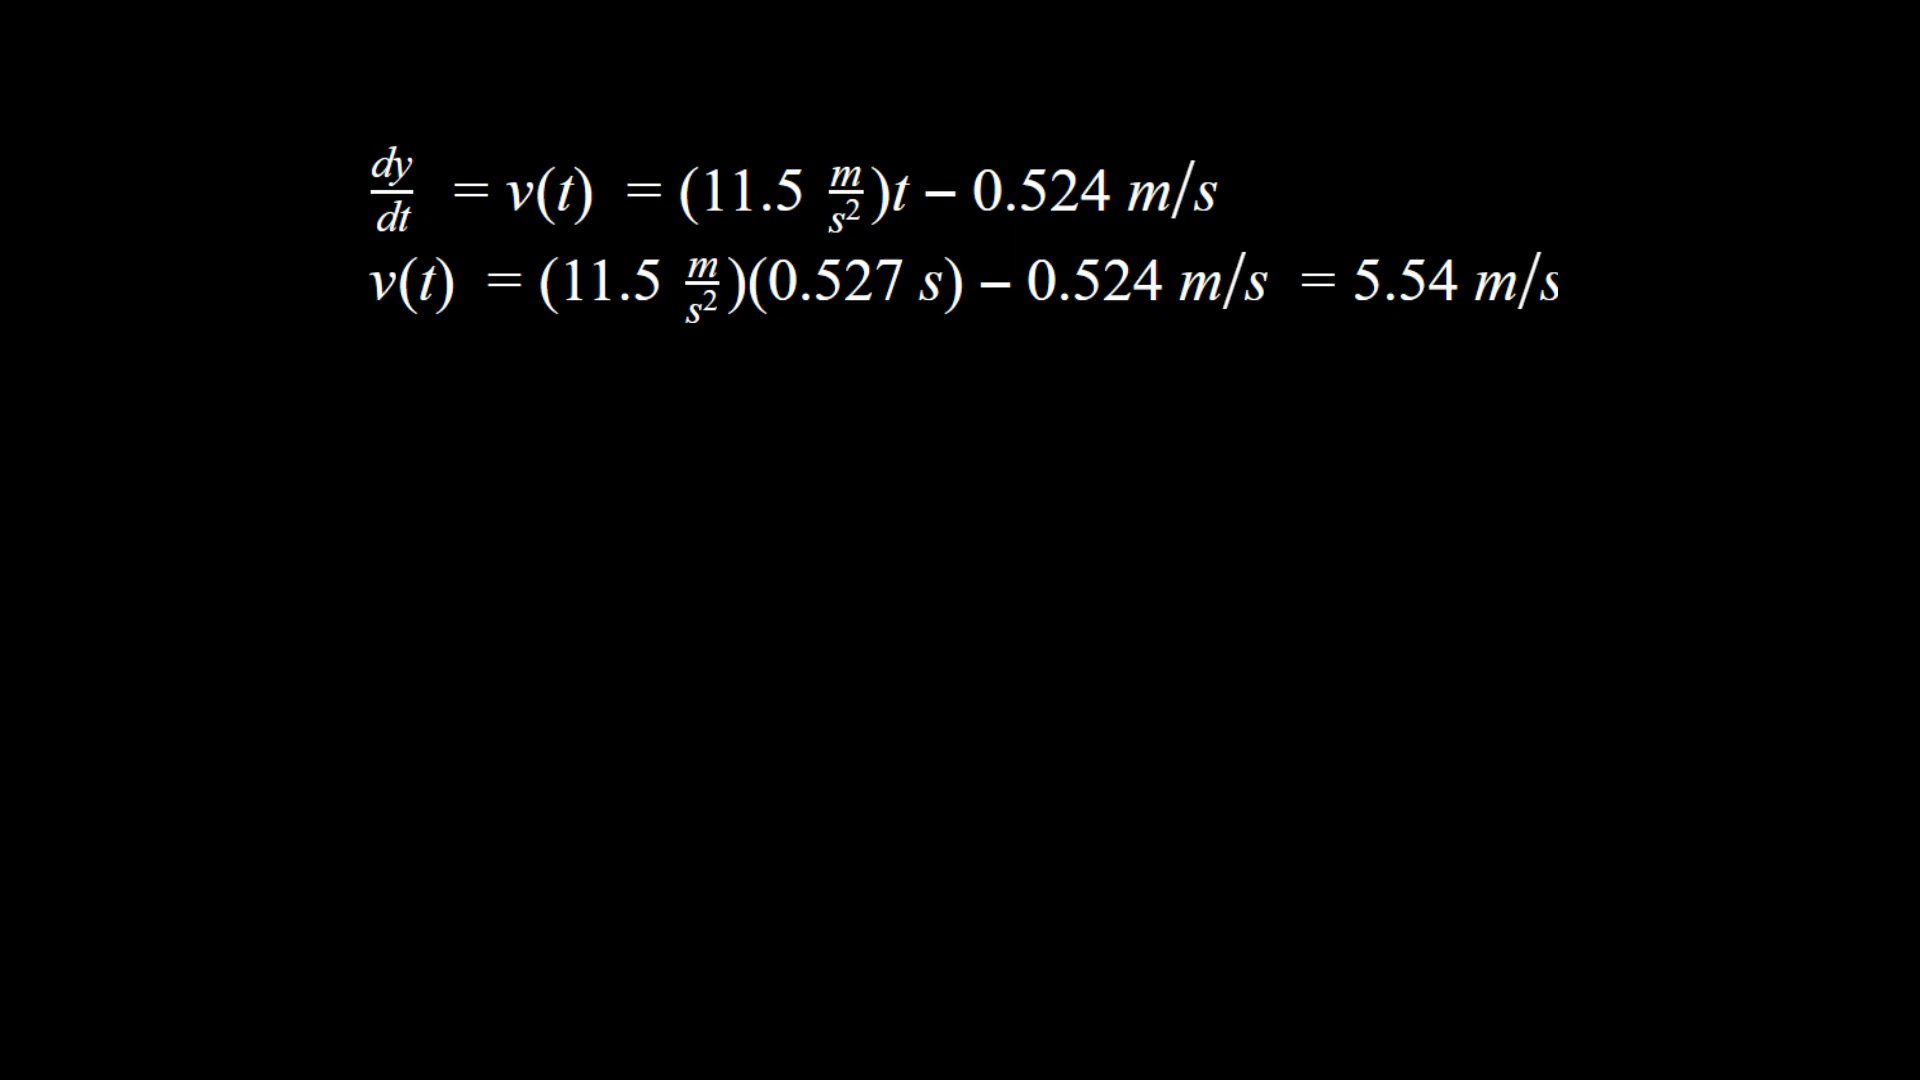 dy/dt = v(t) = (11.5 m/s²)t – 0.524 m/s
v(t) = (11.5 m/s²)(0.527 s) – 0.524 m/s = 5.54 m/s